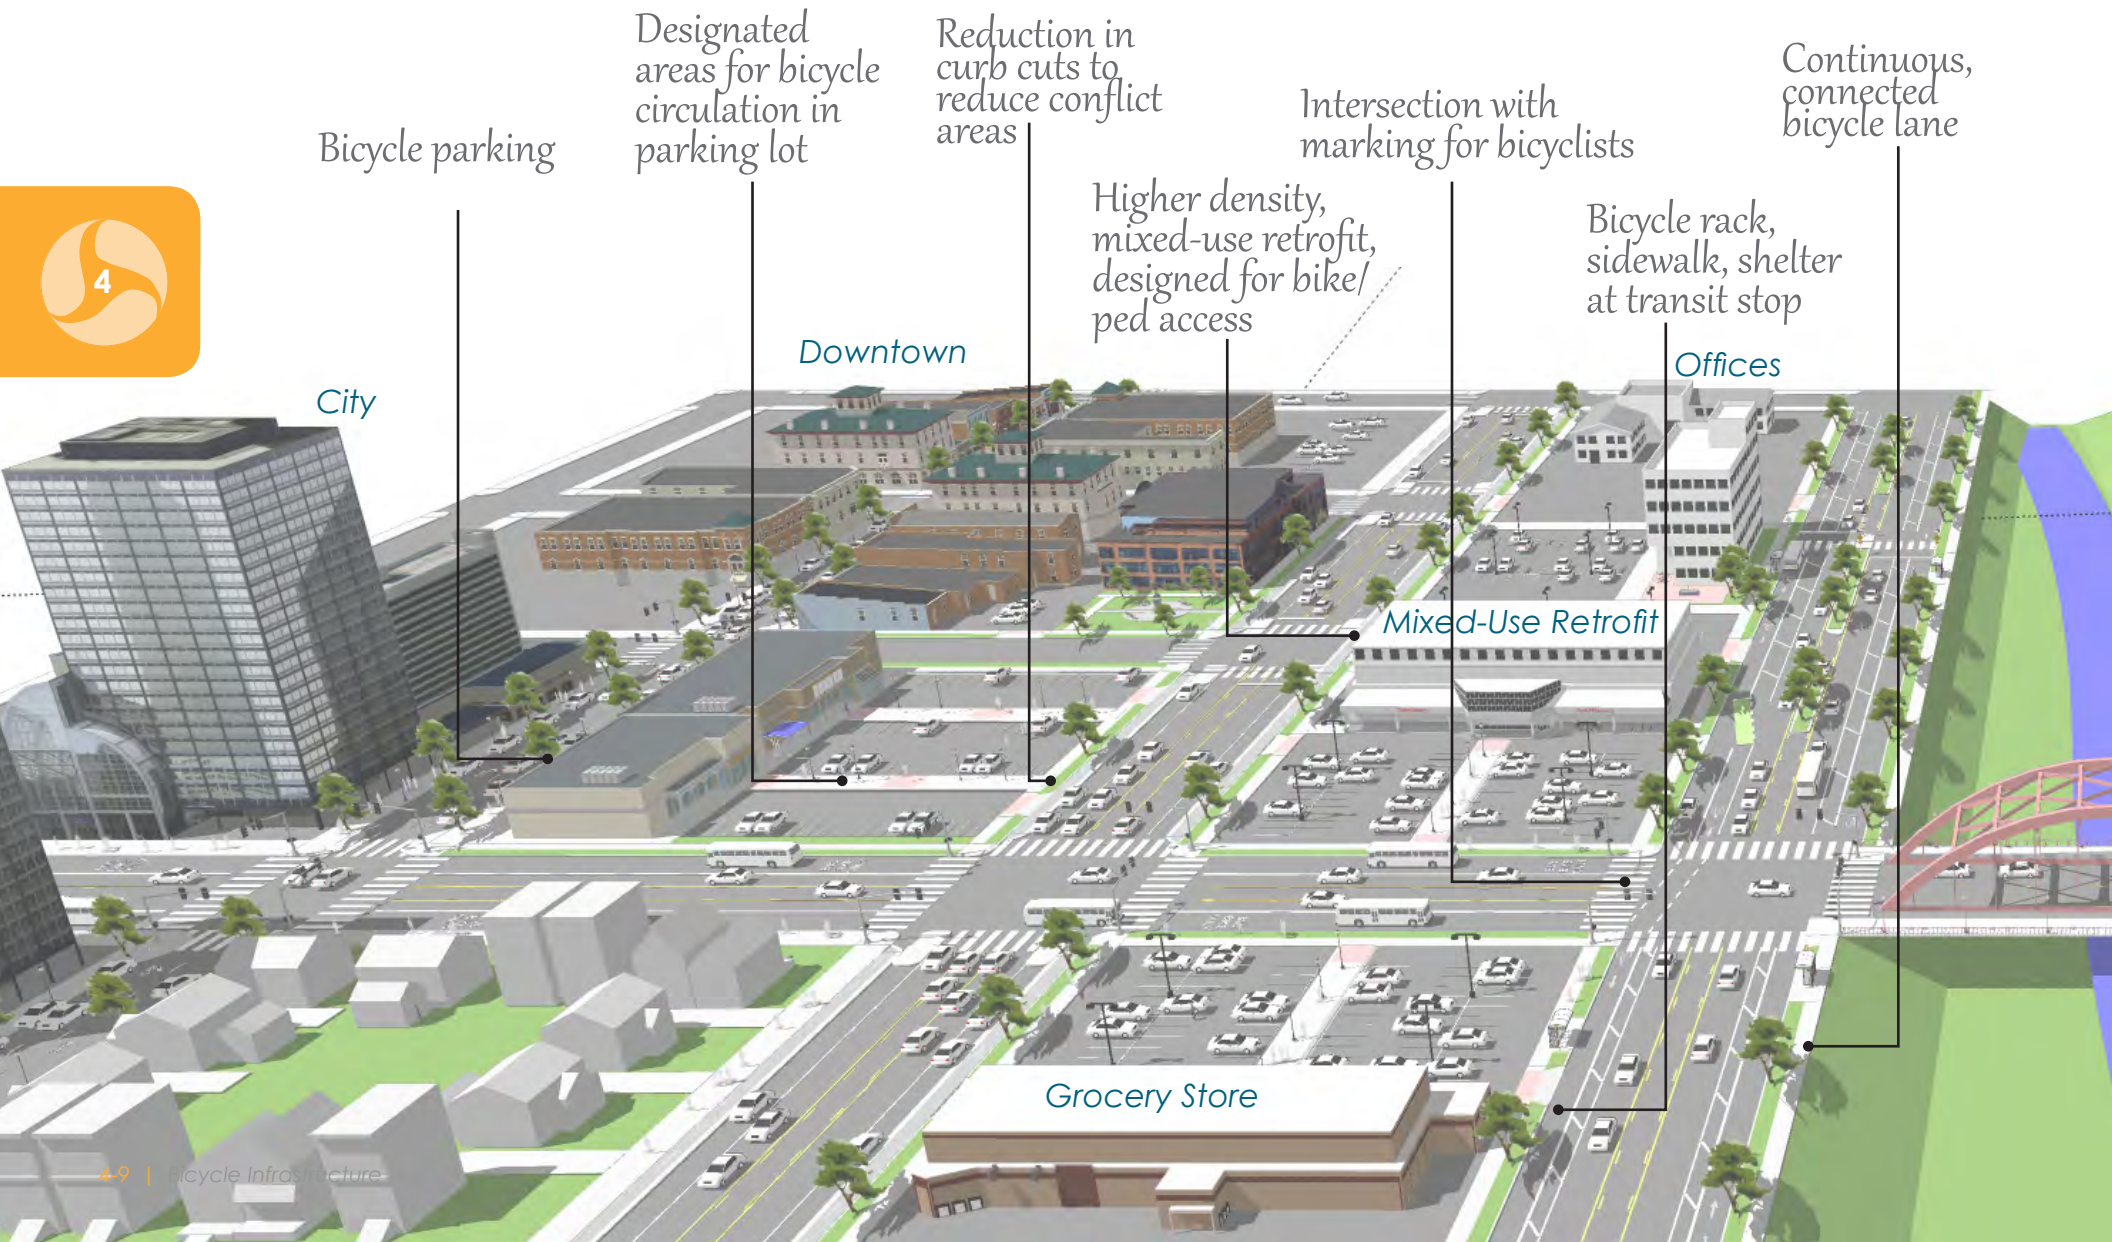 Designated
areas for bicycle
circulation in
parking lot
Reduction in
curb cuts to
reduce conflict
areas
Continuous,
connected
bicycle lane
Intersection with
marking for bicyclists
Bicycle parking
Higher density,
mixed-use retrofit,
designed for bike/
ped access
Bicycle rack,
sidewalk, shelter
at transit stop
4
Downtown
Offices
City
Mixed-Use Retrofit
Grocery Store
4-9 | Bicycle Infrastructure